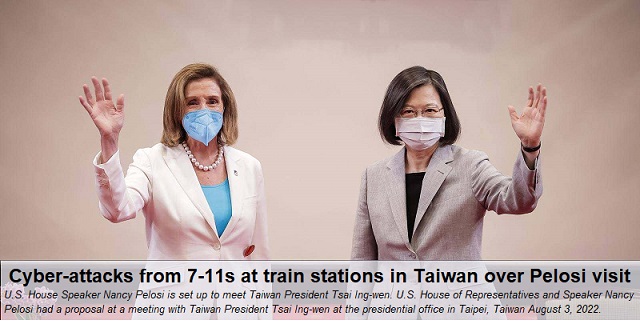 Cyber-attacks from 7-11s at train stations in Taiwan over Pelosi visit
U.S. House Speaker Nancy Pelosi is set up to meet Taiwan President Tsai Ing-wen. U.S. House of Representatives and Speaker Nancy
Pelosi had a proposal at a meeting with Taiwan President Tsai Ing-wen at the presidential office in Taipei, Taiwan August 3, 2022.